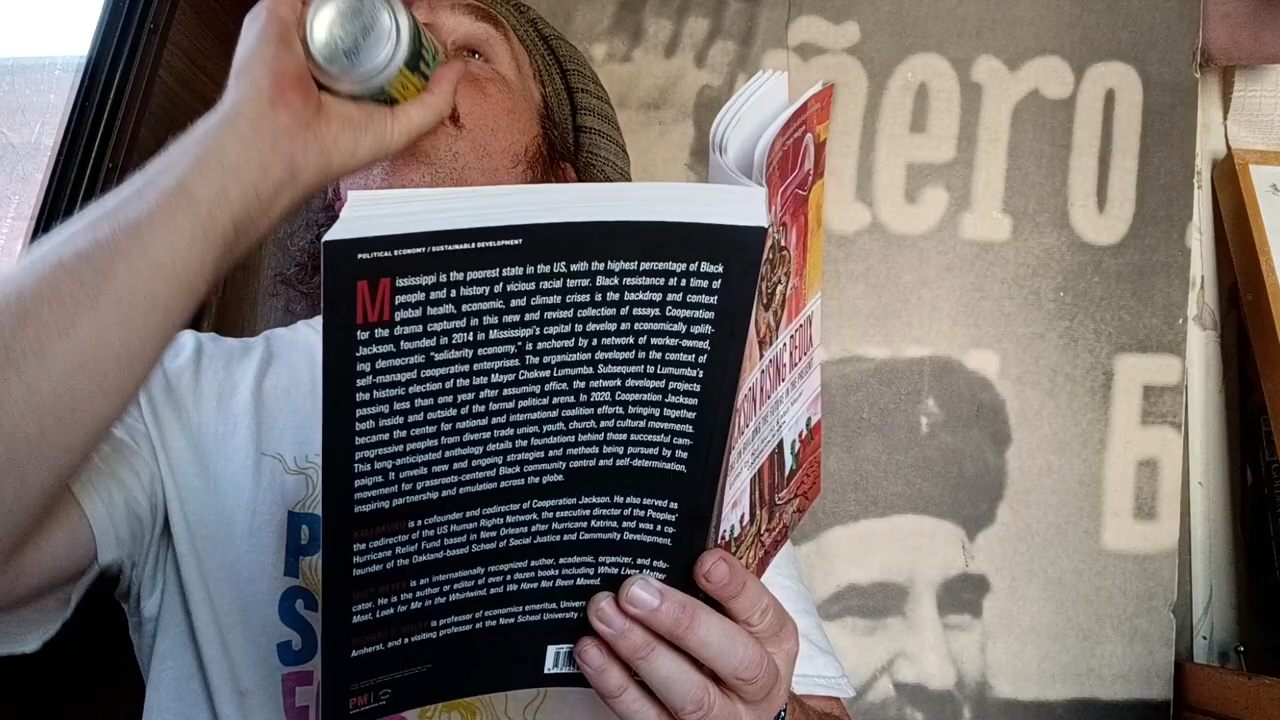 ñero
6
POLITICAL ECONOMY / SUSTAINABLE DEVELOPMENT
Mississippi is the poorest state in the US, with the highest percentage of Black
people and a history of vicious racial terror. Black resistance at a time of
global health, economic, and climate crises is the backdrop and context
for the drama captured in this new and revised collection of essays. Cooperation
Jackson, founded in 2014 in Mississippi's capital to develop an economically uplift-
ing democratic "solidarity economy," is anchored by a network of worker-owned,
self-managed cooperative enterprises. The organization developed in the context of
the historic election of the late Mayor Chokwe Lumumba. Subsequent to Lumumba's
passing less than one year after assuming office, the network developed projects
both inside and outside of the formal political arena. In 2020, Cooperation Jackson
became the center for national and international coalition efforts, bringing together
progressive peoples from diverse trade union, youth, church, and cultural movements.
This long-anticipated anthology details the foundations behind those successful cam-
paigns. It unveils new and ongoing strategies and methods being pursued by the
movement for grassroots-centered Black community control and self-determination,
inspiring partnership and emulation across the globe.
is a cofounder and codirector of Cooperation Jackson. He also served as
the codirector of the US Human Rights Network, the executive director of the Peoples'
Hurricane Relief Fund based in New Orleans after Hurricane Katrina, and was a co-
founder of the Oakland-based School of Social Justice and Community Development.
MATT MEYER is an internationally recognized author, academic, organizer, and edu-
cator. He is the author or editor of over a dozen books including White Lives Matter
Most, Look for Me in the Whirlwind, and We Have Not Been Moved.
is professor of economics emeritus,
Amherst, and a visiting professor at the New School University
PM
JACKSON RISING REDUX
P
S